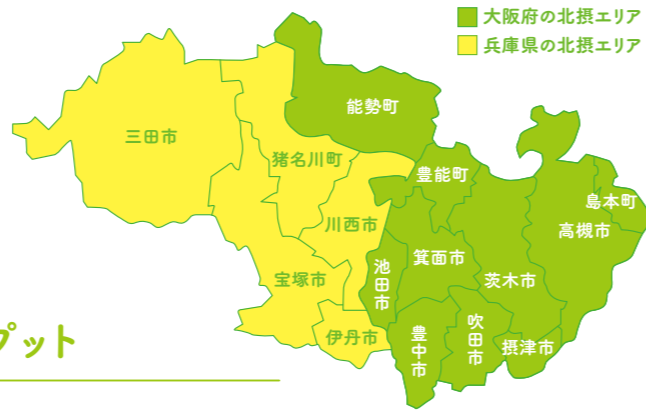 大阪府の北摂エリア
兵庫県の北摂エリア
能勢町
三田市
猪名川町
豊能町
島本町
川西市
高槻市
箕面市
池田市
茨木市
宝塚市
吹田市
伊丹市
豊中市
摂津市
プット